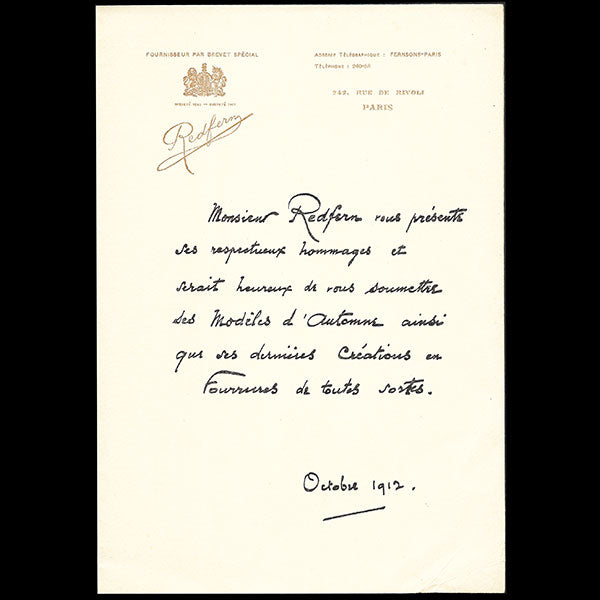 FOURNISSEUR PAR BREVET SPÉCIAL
Redfern
ADRESSE TÉLÉGRAPHIQUE : FERNSONS-PARIS
TÉLÉPHONE :
242, RUE DE RIVOLI
PARIS
Monsieur Redfern vous présente
ses respectueux hommages et
serait heureux de vous soumettre
ses Modèles d'Automne ainsi
que ses dernières Créations en
Fourrures de toutes sortes.
Octobre 1912.